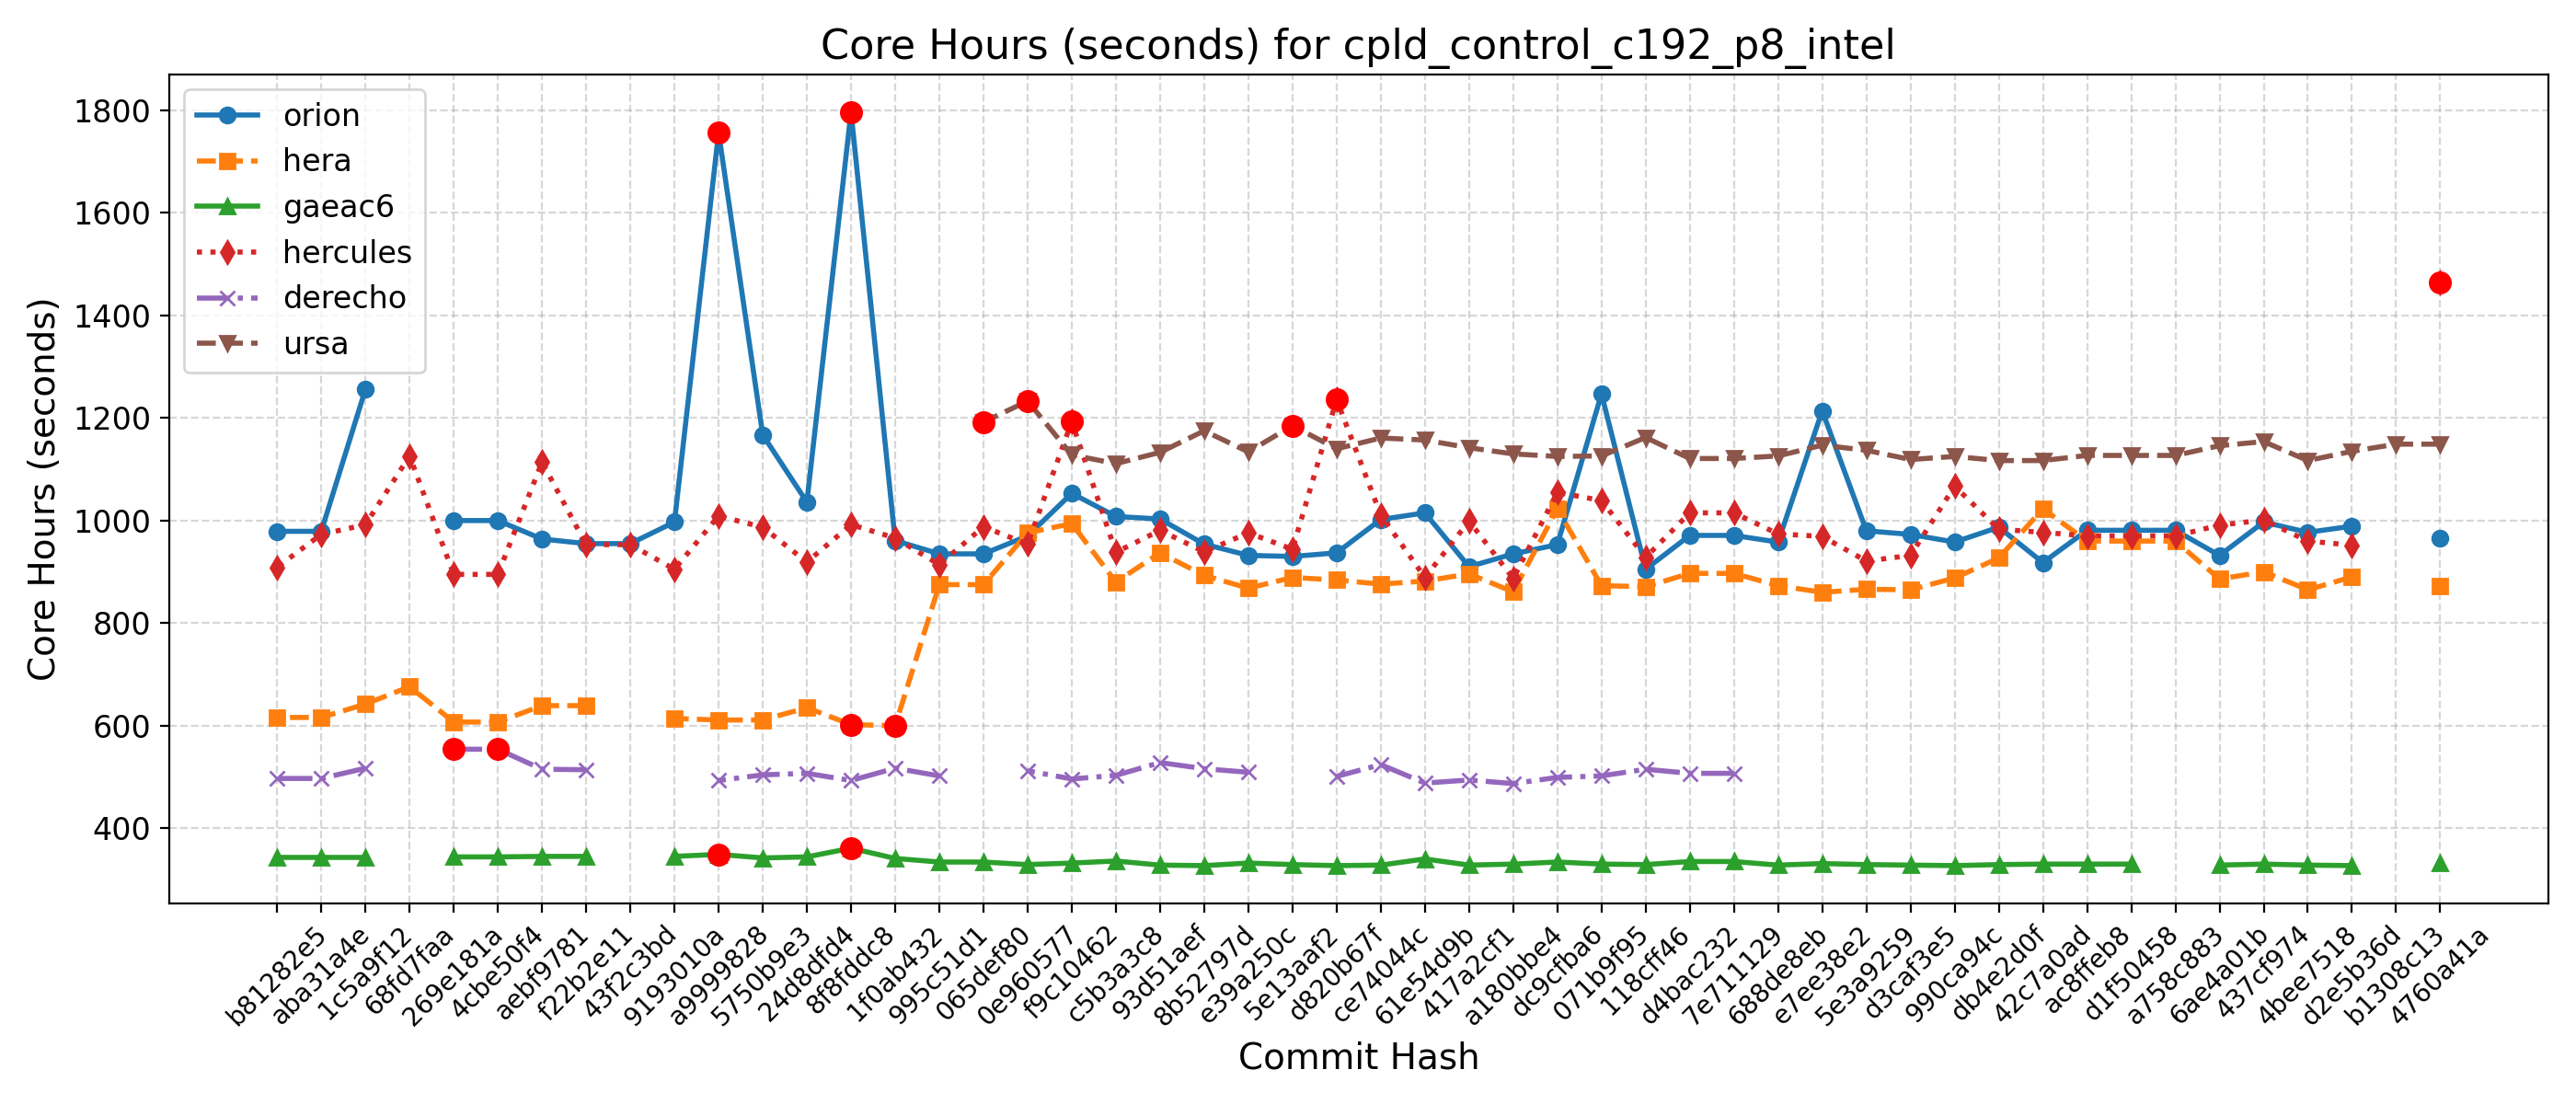 Core Hours (seconds) for cpld_control_c192_p8_intel
orion
hera
gaeac6
hercules
derecho
ursa
Core Hours (seconds)
1800
1600
1400
1200
1000
800
600
400
b81282e5
aba31a4e
1c5a9f12
68fd7faa
269e181a
4cbe50f4
aebf9781
f22b2e11
43f2c3bd
9193010a
a9999828
5750b9e3
24d8dfd4
8f8fddc8
1f0ab432
995c51d1
065def80
0e960577
f9c10462
c5b3a3c8
93d51aef
8b52797d
e39a250c
5e13aaf2
d820b67f
ce74044c
61e54d9b
417a2cf1
a180bbe4
dc9cfba6
071b9f95
118cff46
d4bac232
7e711129
688de8eb
e7ee38e2
5e3a9259
d3caf3e5
990ca94c
db4e2d0f
42c7a0ad
ac8ffeb8
d1f50458
a758c883
6ae4a01b
437cf974
4bee7518
d2e5b36d
b1308c13
4760a41a
Commit Hash